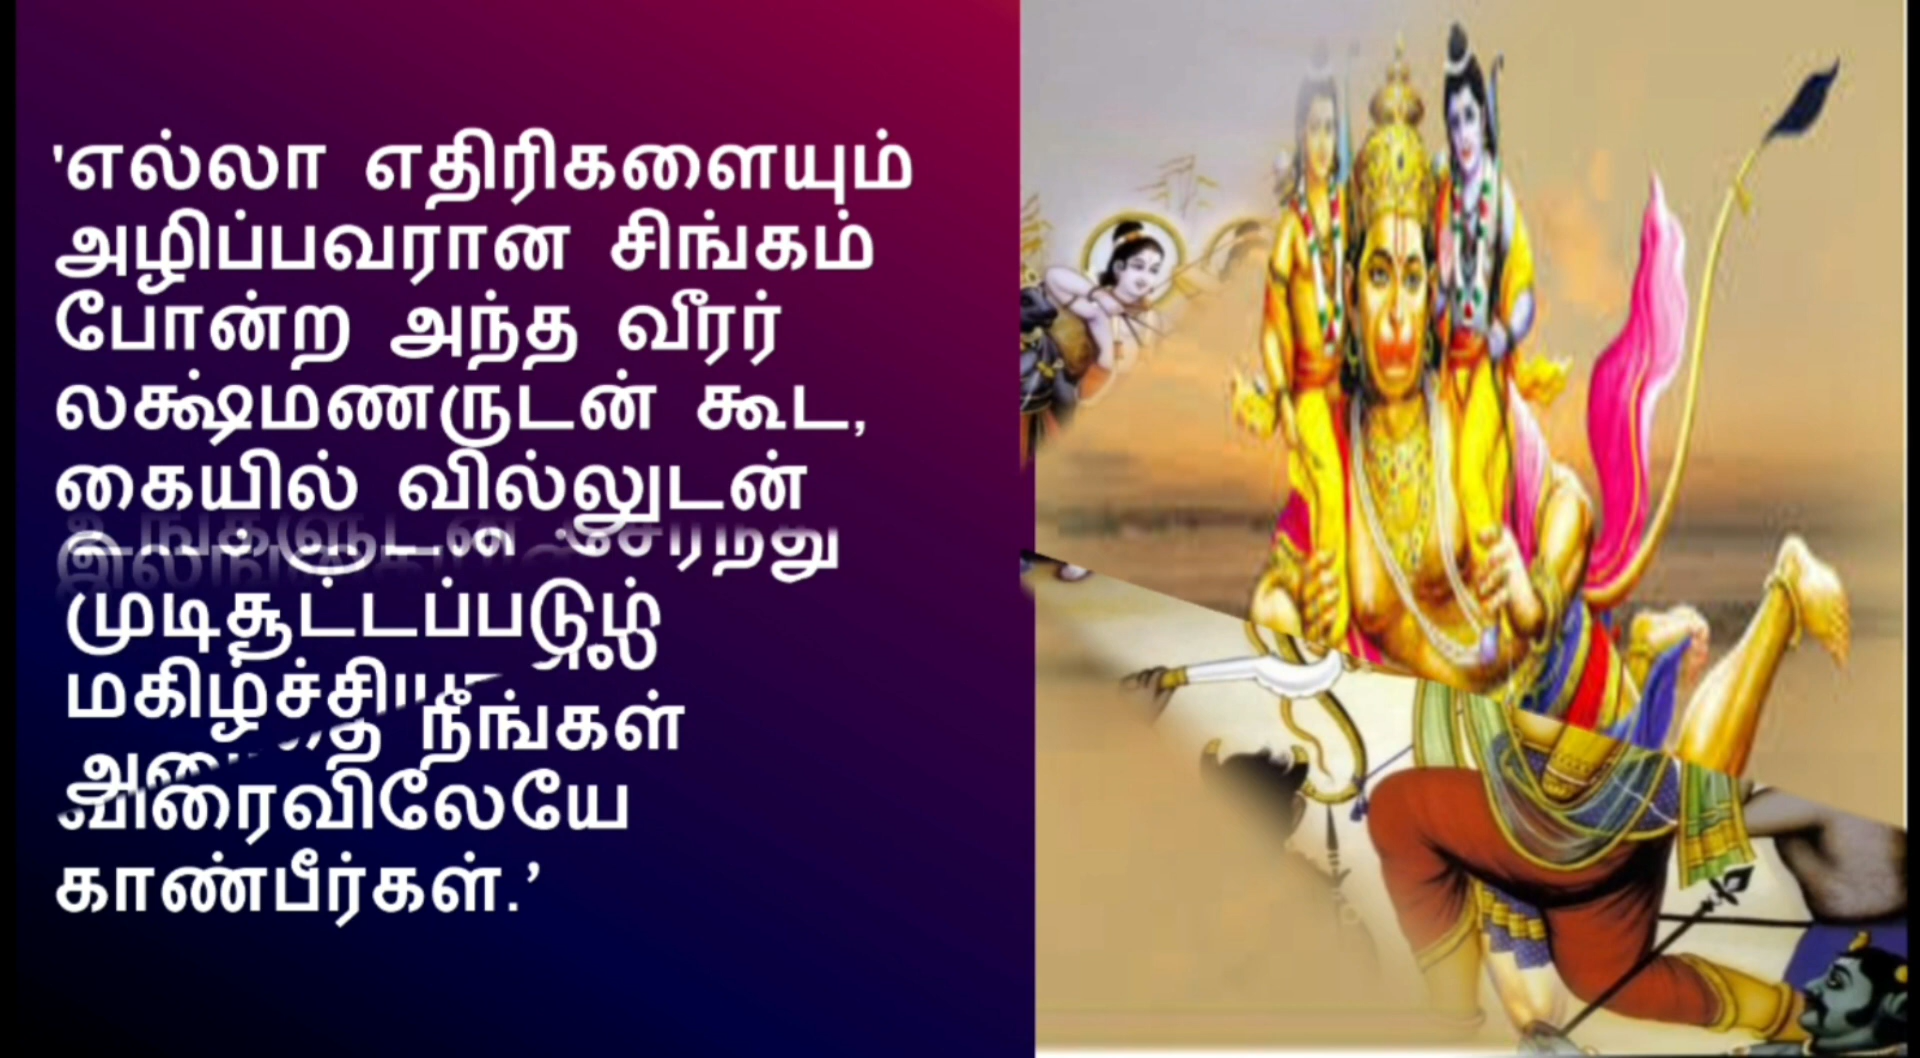 'எல்லா எதிரிகளையும்
அழிப்பவரான சிங்கம்
போன்ற அந்த வீரர்
லக்ஷ்மணருடன் கூட,
கையில் வில்லுடன்
சேர்ந்து
முடிசூட்டப்படும்
நீங்கள்
விரைவிலேயே
காண்பீர்கள்.’